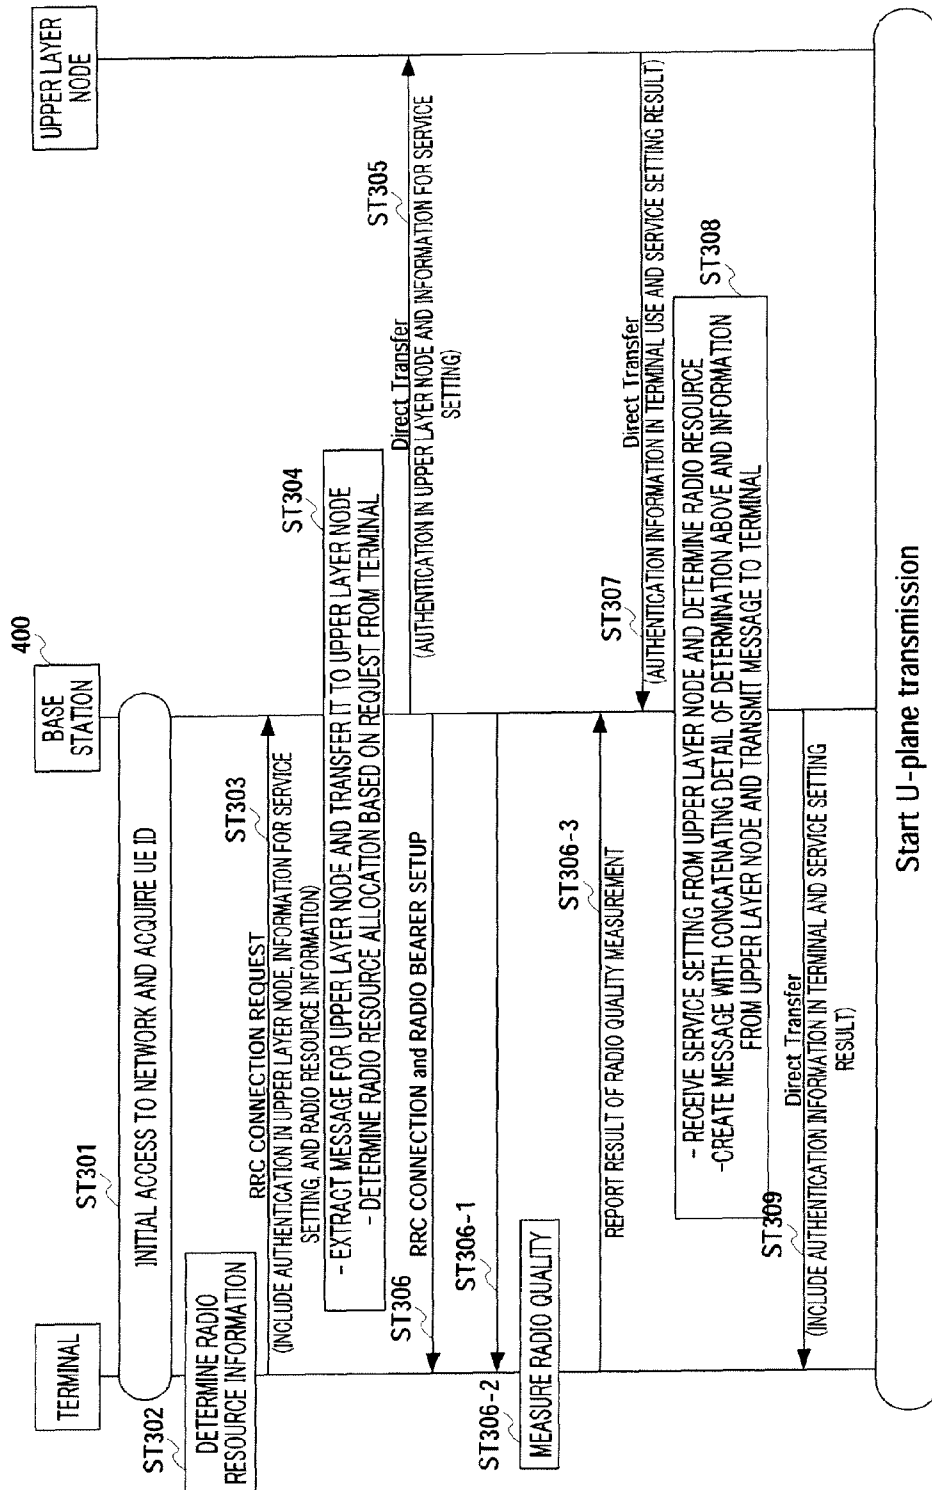 TERMINAL
BASE
STATION
400
UPPER LAYER
NODE
ST301
INITIAL ACCESS TO NETWORK AND ACQUIRE UE ID
ST302
DETERMINE RADIO
RESOURCE INFORMATION
RRC CONNECTION REQUEST
ST303
(INCLUDE AUTHENTICATION IN UPPER LAYER NODE, INFORMATION FOR SERVICE
SETTING, AND RADIO RESOURCE INFORMATION)
ST304
- EXTRACT MESSAGE FOR UPPER LAYER NODE AND TRANSFER IT TO UPPER LAYER NODE
- DETERMINE RADIO RESOURCE ALLOCATION BASED ON REQUEST FROM TERMINAL
Direct Transfer
ST305
(AUTHENTICATION IN UPPER LAYER NODE AND INFORMATION FOR SERVICE
SETTING)
ST306
RRC CONNECTION and RADIO BEARER SETUP
ST306-1
ST306-2
MEASURE RADIO QUALITY
REPORT RESULT OF RADIO QUALITY MEASUREMENT
ST306-3
ST307
Direct Transfer
(AUTHENTICATION INFORMATION IN TERMINAL USE AND SERVICE SETTING RESULT)
ST308
- RECEIVE SERVICE SETTING FROM UPPER LAYER NODE AND DETERMINE RADIO RESOURCE
-CREATE MESSAGE WITH CONCATENATING DETAIL OF DETERMINATION ABOVE AND INFORMATION
FROM UPPER LAYER NODE AND TRANSMIT MESSAGE TO TERMINAL
ST309
Direct Transfer
(INCLUDE AUTHENTICATION INFORMATION IN TERMINAL AND SERVICE SETTING
RESULT)
Start U-plane transmission